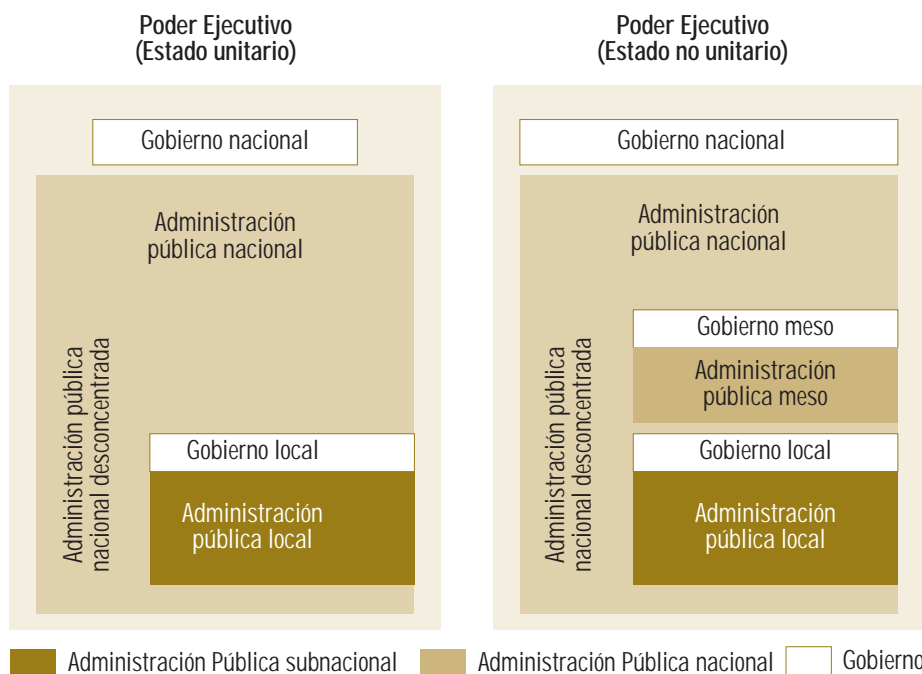 Poder Ejecutivo
(Estado unitario)
Gobierno nacional
Administración
pública nacional
Administración pública
nacional desconcentrada
Gobierno local
Administración
pública local
Poder Ejecutivo
(Estado no unitario)
Gobierno nacional
Administración
pública nacional
Administración pública
nacional desconcentrada
Gobierno meso
Administración
pública meso
Gobierno local
Administración
pública local
Administración Pública subnacional
Administración Pública nacional
Gobierno